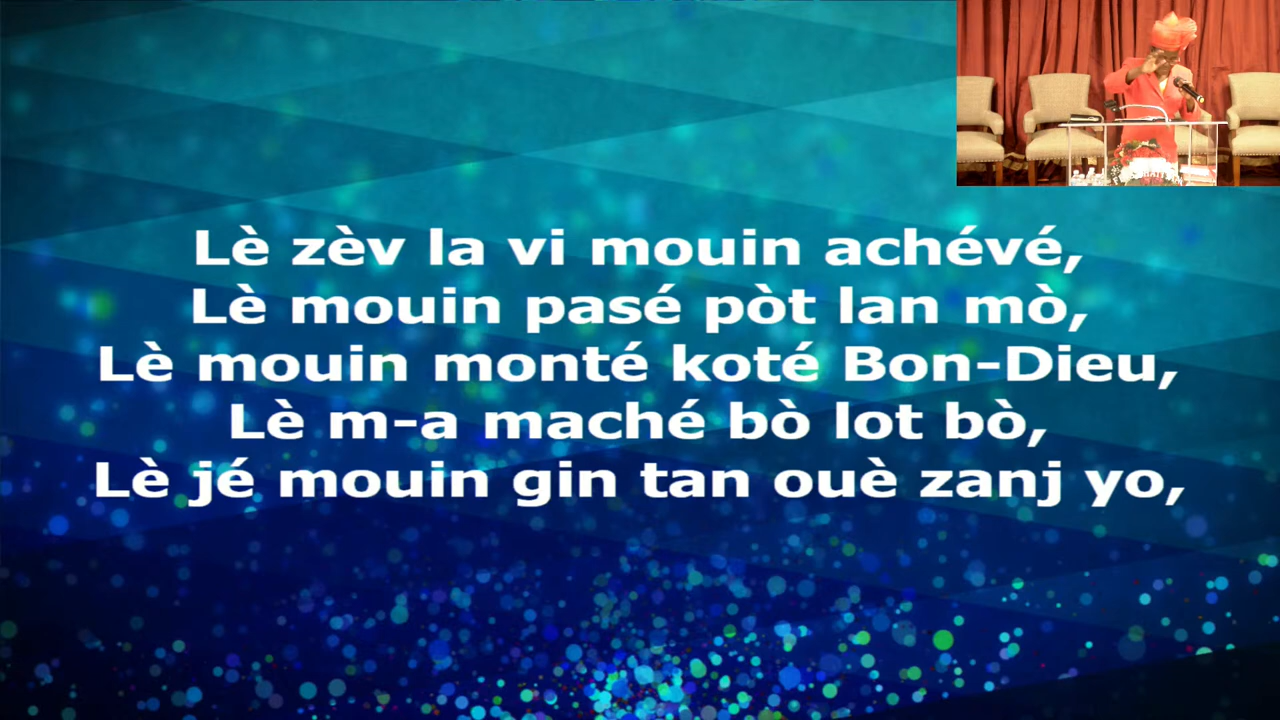 Lè zèv la vi mouin achévé,
Lè mouin pasé pòt lan mò,
Lè mouin monté koté Bon-Dieu,
Lè m-a maché bò lot bò,
Lè jé mouin gin tan ouè zanj yo,